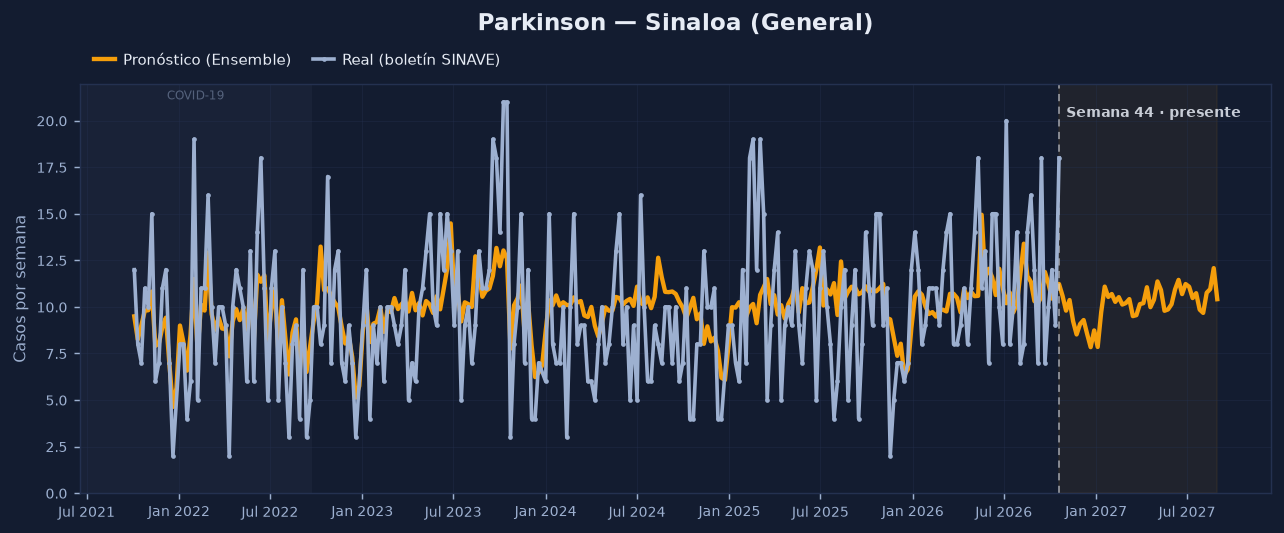 Parkinson — Sinaloa (General)
Pronóstico (Ensemble)
Real (boletín SINAVE)
COVID-19
Semana 44 · presente
Casos por semana
20.0
17.5
15.0
12.5
10.0
7.5
5.0
2.5
0.0
Jul 2021
Jan 2022
Jul 2022
Jan 2023
Jul 2023
Jan 2024
Jul 2024
Jan 2025
Jul 2025
Jan 2026
Jul 2026
Jan 2027
Jul 2027